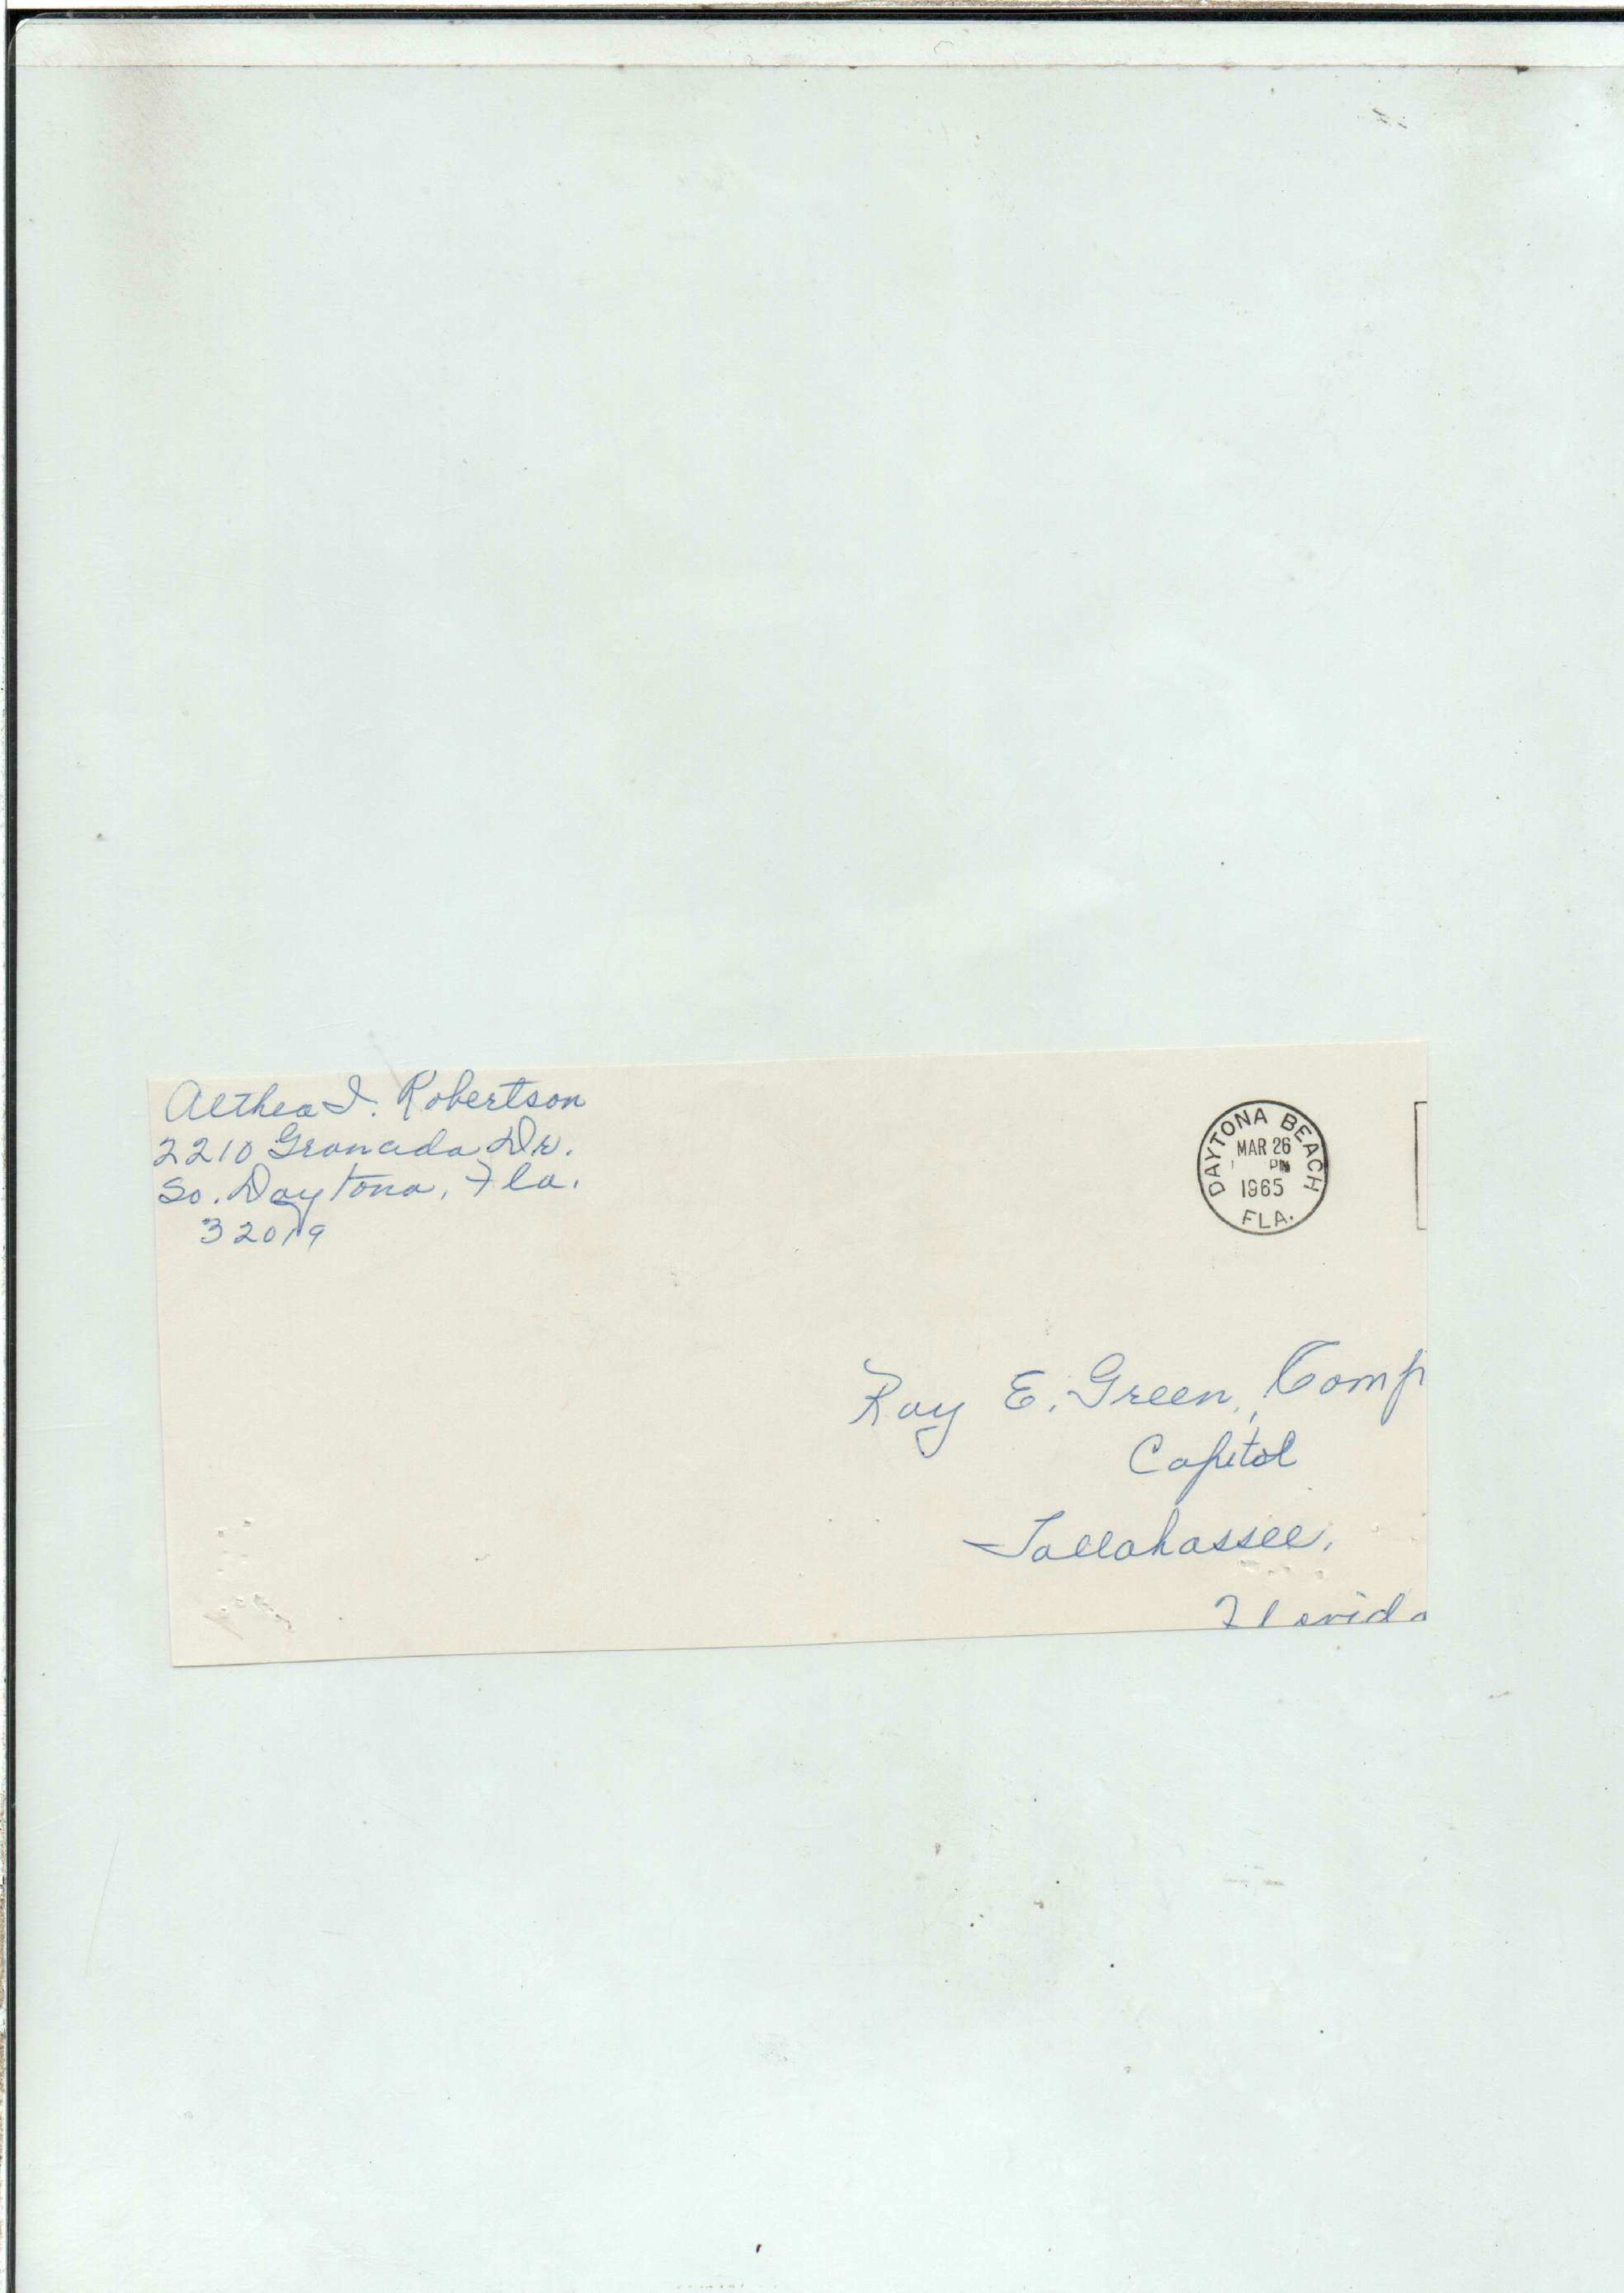 Althea I. Robertson
2210 Granada Dr.
So. Daytona, Fla.
32019
DAYTONA BEACH
MAR 26
PM
1965
FLA.
Ray E. Green, Comp
Capitol
Tallahassee,
Florida